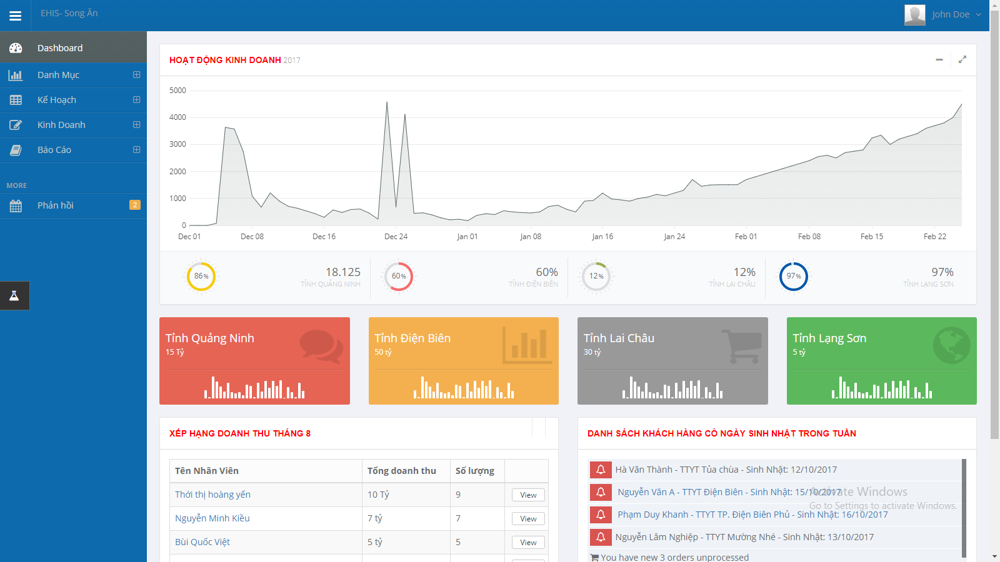 EHIS- Song Ân
John Doe
Dashboard
Danh Mục
Kế Hoạch
Kinh Doanh
Báo Cáo
MORE
Phản hồi 2
HOẠT ĐỘNG KINH DOANH 2017
5000
4000
3000
2000
1000
0
Dec 01 Dec 08 Dec 16 Dec 24 Jan 01 Jan 08 Jan 16 Jan 24 Feb 01 Feb 08 Feb 15 Feb 22
86%
18.125
TỈNH QUẢNG NINH
60%
60%
TỈNH ĐIỆN BIÊN
12%
12%
TỈNH LAI CHÂU
97%
97%
TỈNH LẠNG SƠN
Tỉnh Quảng Ninh
15 Tỷ
Tỉnh Điện Biên
50 tỷ
Tỉnh Lai Châu
30 tỷ
Tỉnh Lạng Sơn
5 tỷ
XẾP HẠNG DOANH THU THÁNG 8
Tên Nhân Viên Tổng doanh thu Số lượng
Thới thị hoàng yến 10 Tỷ 9 View
Nguyễn Minh Kiều 7 tỷ 7 View
Bùi Quốc Việt 5 tỷ 5 View
DANH SÁCH KHÁCH HÀNG CÓ NGÀY SINH NHẬT TRONG TUẦN
Hà Văn Thành - TTYT Tủa chùa - Sinh Nhật: 12/10/2017
Nguyễn Văn A - TTYT Điện Biên - Sinh Nhật: 15/10/2017
Phạm Duy Khanh - TTYT TP. Điện Biên Phủ - Sinh Nhật: 16/10/2017
Nguyễn Lâm Nghiệp - TTYT Mường Nhé - Sinh Nhật: 13/10/2017
You have new 3 orders unprocessed
Activate Windows
Go to Settings to activate Windows.